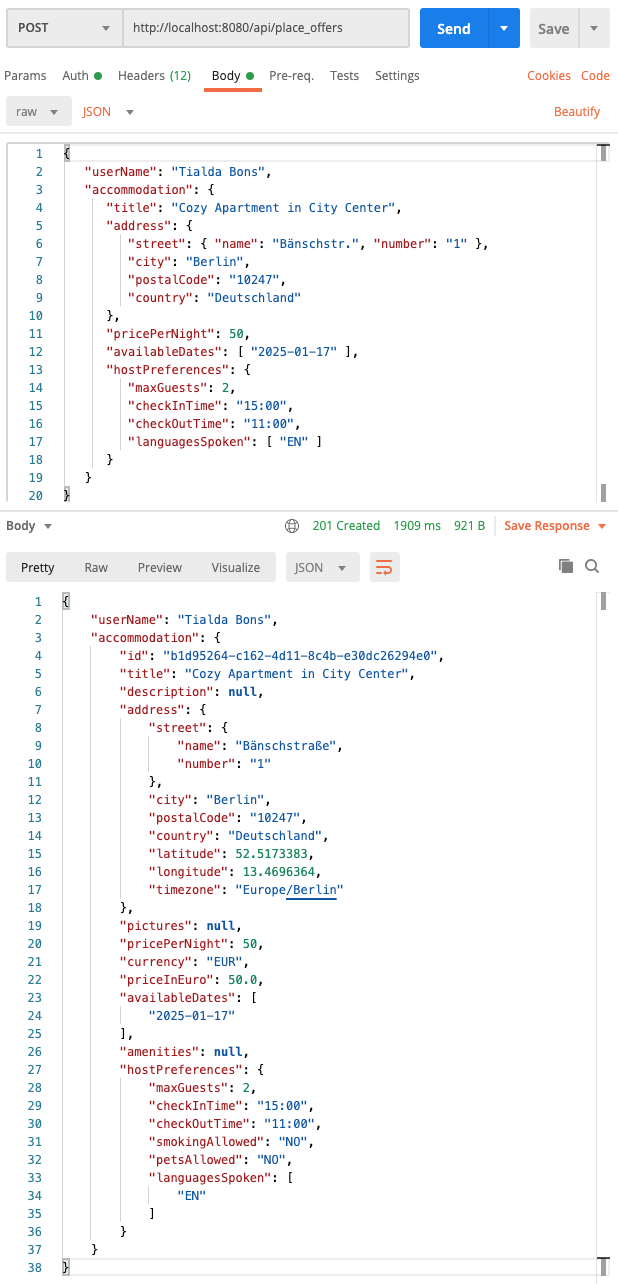 POST http://localhost:8080/api/place_offers Send Save
Params Auth Headers (12) Body Pre-req. Tests Settings Cookies Code
raw JSON Beautify
1 {
2 "userName": "Tialda Bons",
3 "accommodation": {
4 "title": "Cozy Apartment in City Center",
5 "address": {
6 "street": { "name": "Bänschstr.", "number": "1" },
7 "city": "Berlin",
8 "postalCode": "10247",
9 "country": "Deutschland"
10 },
11 "pricePerNight": 50,
12 "availableDates": [ "2025-01-17" ],
13 "hostPreferences": {
14 "maxGuests": 2,
15 "checkInTime": "15:00",
16 "checkOutTime": "11:00",
17 "languagesSpoken": [ "EN" ]
18 }
19 }
20 }
Body 201 Created 1909 ms 921 B Save Response
Pretty Raw Preview Visualize JSON
1 {
2 "userName": "Tialda Bons",
3 "accommodation": {
4 "id": "b1d95264-c162-4d11-8c4b-e30dc26294e0",
5 "title": "Cozy Apartment in City Center",
6 "description": null,
7 "address": {
8 "street": {
9 "name": "Bänschstraße",
10 "number": "1"
11 },
12 "city": "Berlin",
13 "postalCode": "10247",
14 "country": "Deutschland",
15 "latitude": 52.5173383,
16 "longitude": 13.4696364,
17 "timezone": "Europe/Berlin"
18 },
19 "pictures": null,
20 "pricePerNight": 50,
21 "currency": "EUR",
22 "priceInEuro": 50.0,
23 "availableDates": [
24 "2025-01-17"
25 ],
26 "amenities": null,
27 "hostPreferences": {
28 "maxGuests": 2,
29 "checkInTime": "15:00",
30 "checkOutTime": "11:00",
31 "smokingAllowed": "NO",
32 "petsAllowed": "NO",
33 "languagesSpoken": [
34 "EN"
35 ]
36 }
37 }
38 }